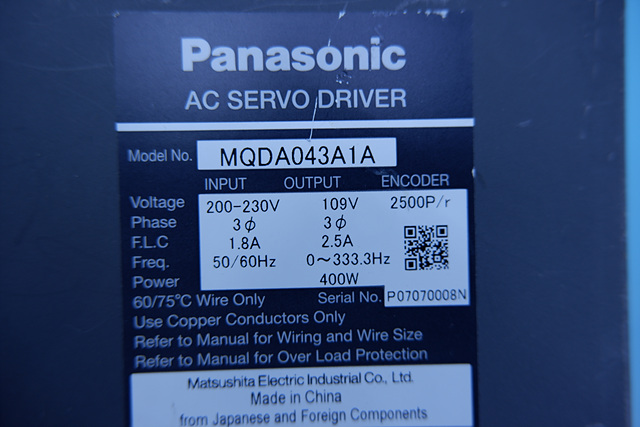 Panasonic
AC SERVO DRIVER
Model No. MQDA043A1A
INPUT OUTPUT ENCODER
Voltage 200-230V 109V 2500P/r
Phase 3ϕ 3ϕ
F.L.C 1.8A 2.5A
Freq. 50/60Hz 0~333.3Hz
Power 400W
60/75℃ Wire Only Serial No. P07070008N
Use Copper Conductors Only
Refer to Manual for Wiring and Wire Size
Refer to Manual for Over Load Protection
Matsushita Electric Industrial Co., Ltd.
Made in China
from Japanese and Foreign Components